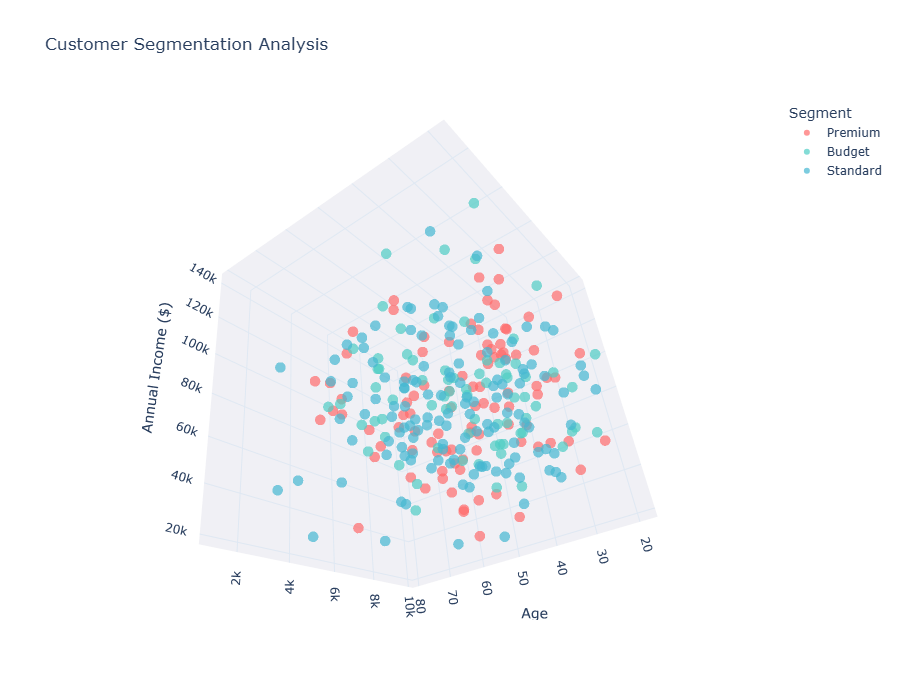 Customer Segmentation Analysis
Segment
Premium
Budget
Standard
140k
120k
100k
80k
60k
40k
20k
Annual Income ($)
2k
4k
6k
8k
10k
80
70
60
50
40
30
20
Age